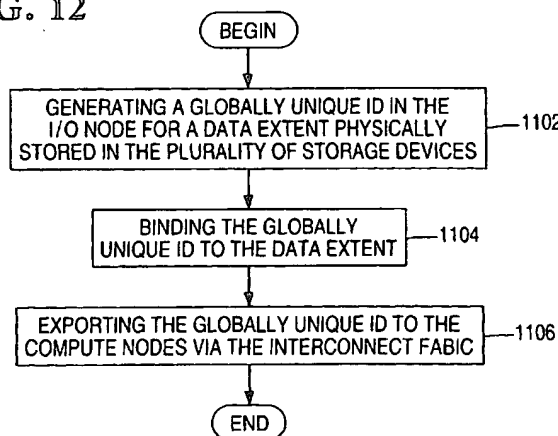 G. 12
BEGIN
GENERATING A GLOBALLY UNIQUE ID IN THE
I/O NODE FOR A DATA EXTENT PHYSICALLY
STORED IN THE PLURALITY OF STORAGE DEVICES
1102
BINDING THE GLOBALLY
UNIQUE ID TO THE DATA EXTENT
1104
EXPORTING THE GLOBALLY UNIQUE ID TO THE
COMPUTE NODES VIA THE INTERCONNECT FABIC
1106
END